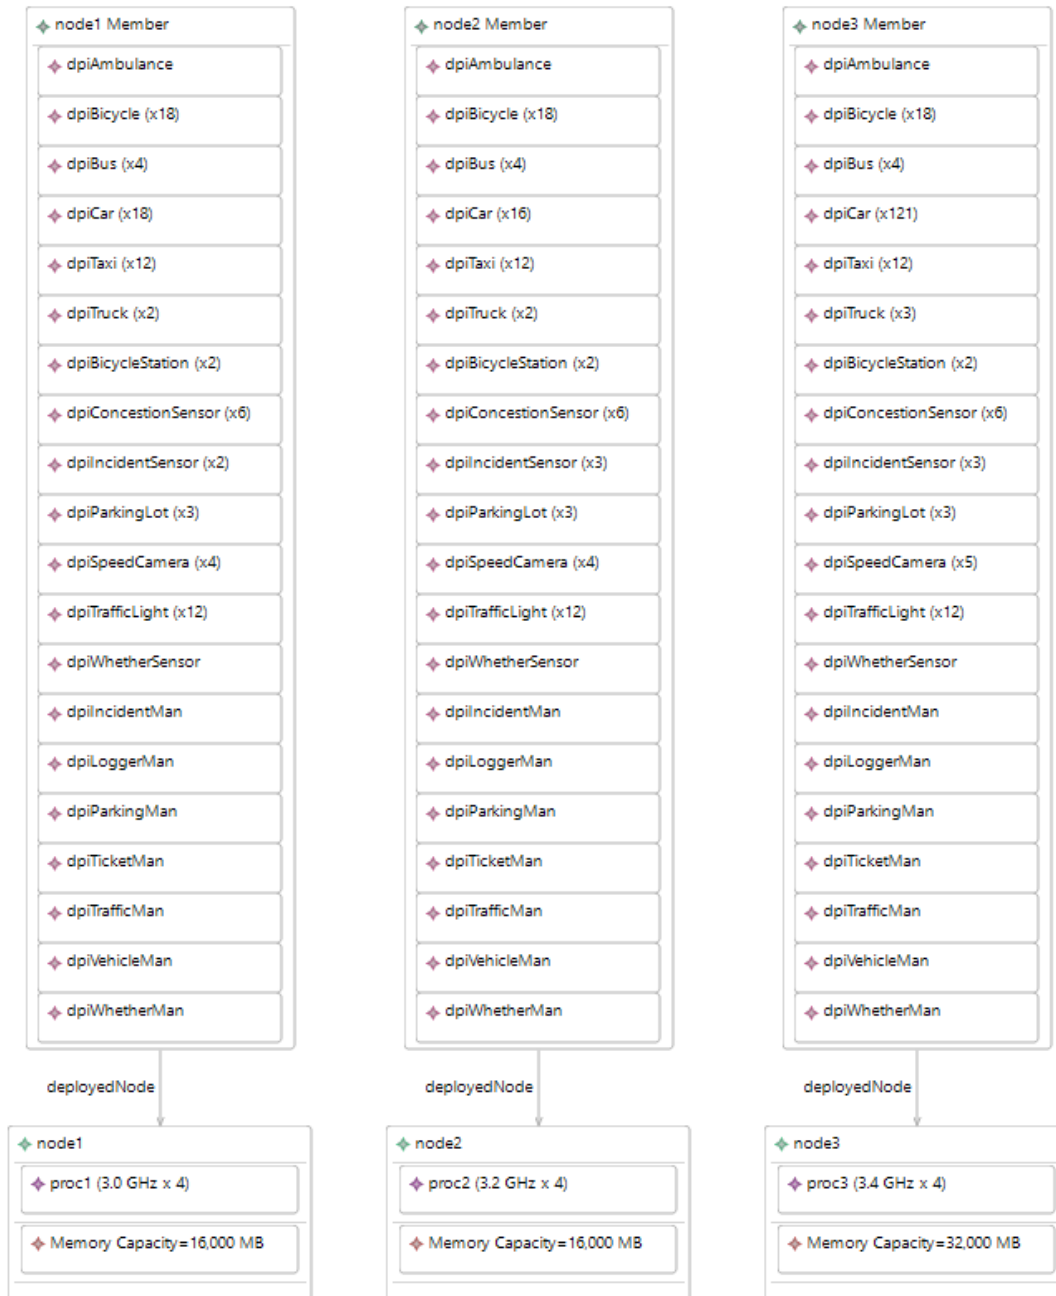 node1 Member
dpiAmbulance
dpiBicycle (x18)
dpiBus (x4)
dpiCar (x18)
dpiTaxi (x12)
dpiTruck (x2)
dpiBicycleStation (x2)
dpiConcestionSensor (x6)
dpiIncidentSensor (x2)
dpiParkingLot (x3)
dpiSpeedCamera (x4)
dpiTrafficLight (x12)
dpiWhetherSensor
dpiIncidentMan
dpiLoggerMan
dpiParkingMan
dpiTicketMan
dpiTrafficMan
dpiVehicleMan
dpiWhetherMan
deployedNode
node1
proc1 (3.0 GHz x 4)
Memory Capacity=16,000 MB
node2 Member
dpiAmbulance
dpiBicycle (x18)
dpiBus (x4)
dpiCar (x16)
dpiTaxi (x12)
dpiTruck (x2)
dpiBicycleStation (x2)
dpiConcestionSensor (x6)
dpiIncidentSensor (x3)
dpiParkingLot (x3)
dpiSpeedCamera (x4)
dpiTrafficLight (x12)
dpiWhetherSensor
dpiIncidentMan
dpiLoggerMan
dpiParkingMan
dpiTicketMan
dpiTrafficMan
dpiVehicleMan
dpiWhetherMan
deployedNode
node2
proc2 (3.2 GHz x 4)
Memory Capacity=16,000 MB
node3 Member
dpiAmbulance
dpiBicycle (x18)
dpiBus (x4)
dpiCar (x121)
dpiTaxi (x12)
dpiTruck (x3)
dpiBicycleStation (x2)
dpiConcestionSensor (x6)
dpiIncidentSensor (x3)
dpiParkingLot (x3)
dpiSpeedCamera (x5)
dpiTrafficLight (x12)
dpiWhetherSensor
dpiIncidentMan
dpiLoggerMan
dpiParkingMan
dpiTicketMan
dpiTrafficMan
dpiVehicleMan
dpiWhetherMan
deployedNode
node3
proc3 (3.4 GHz x 4)
Memory Capacity=32,000 MB